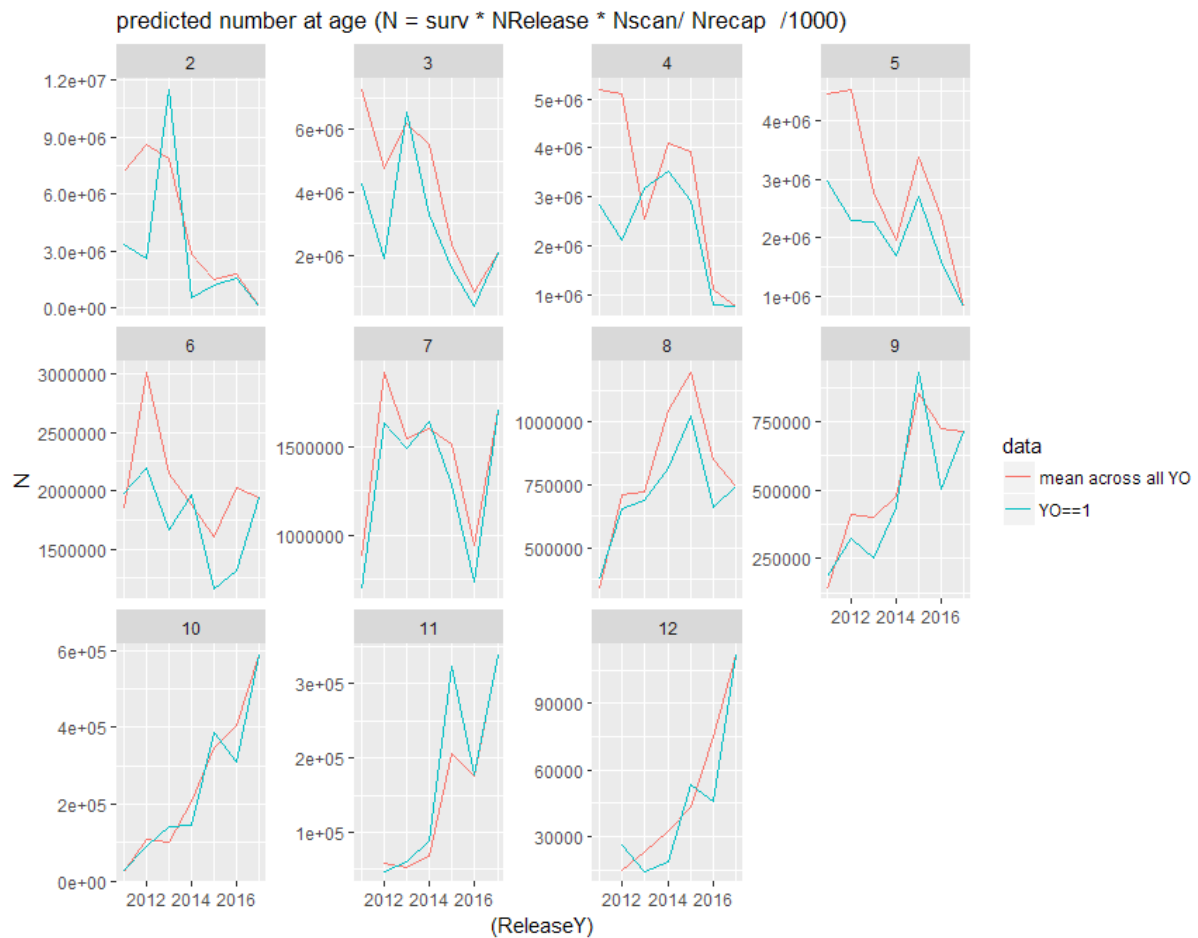 predicted number at age (N = surv * NRelease * Nscan/ Nrecap /1000)
2
3
4
5
1.2e+07
9.0e+06
6.0e+06
3.0e+06
0.0e+00
6e+06
4e+06
2e+06
5e+06
4e+06
3e+06
2e+06
1e+06
4e+06
3e+06
2e+06
1e+06
6
7
8
9
3000000
2500000
2000000
1500000
1500000
1000000
1000000
750000
500000
750000
500000
250000
2012 2014 2016
N
data
mean across all YO
YO==1
10
11
12
6e+05
4e+05
2e+05
0e+00
3e+05
2e+05
1e+05
90000
60000
30000
2012 2014 2016
2012 2014 2016
2012 2014 2016
(ReleaseY)